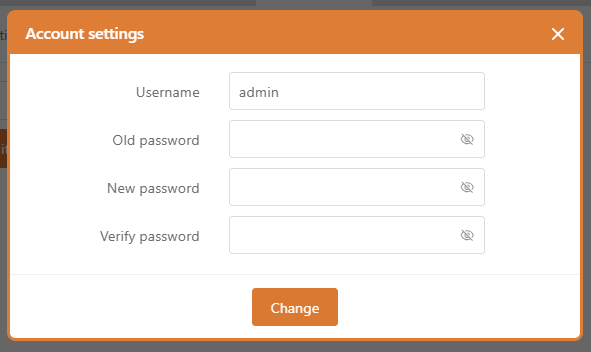 Account settings
Username admin
Old password
New password
Verify password
Change